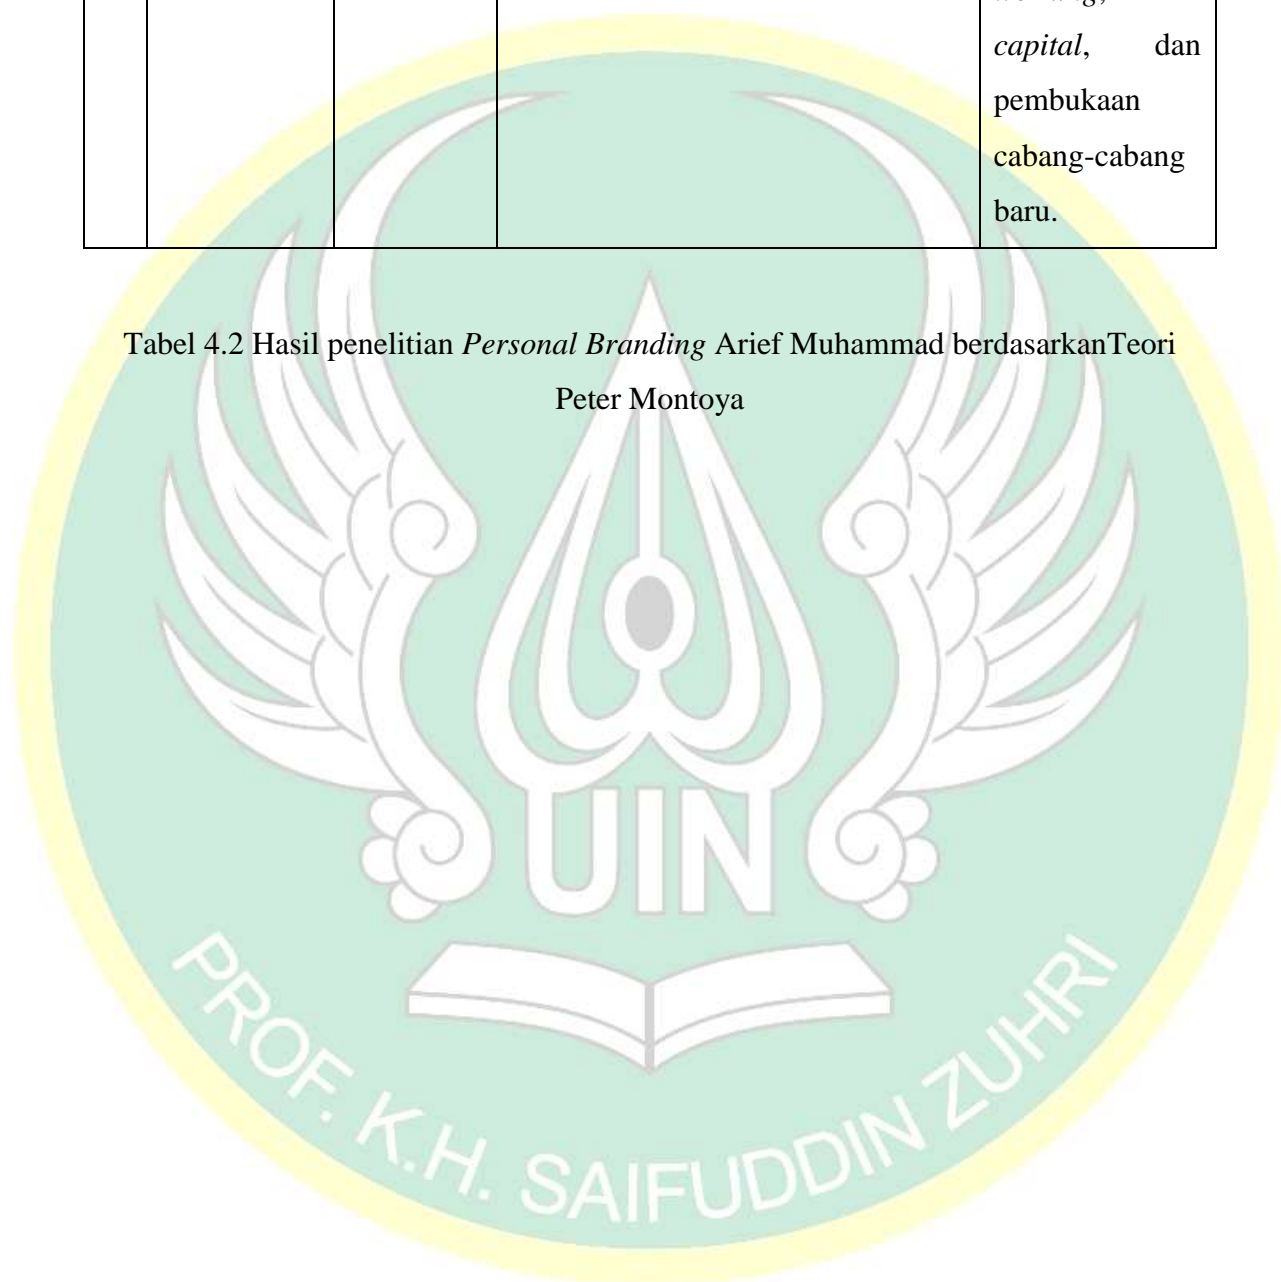 capital, dan
pembukaan
cabang-cabang
baru.
Tabel 4.2 Hasil penelitian Personal Branding Arief Muhammad berdasarkanTeori
Peter Montoya
UIN
PROF. K.H. SAIFUDDIN ZUHRI